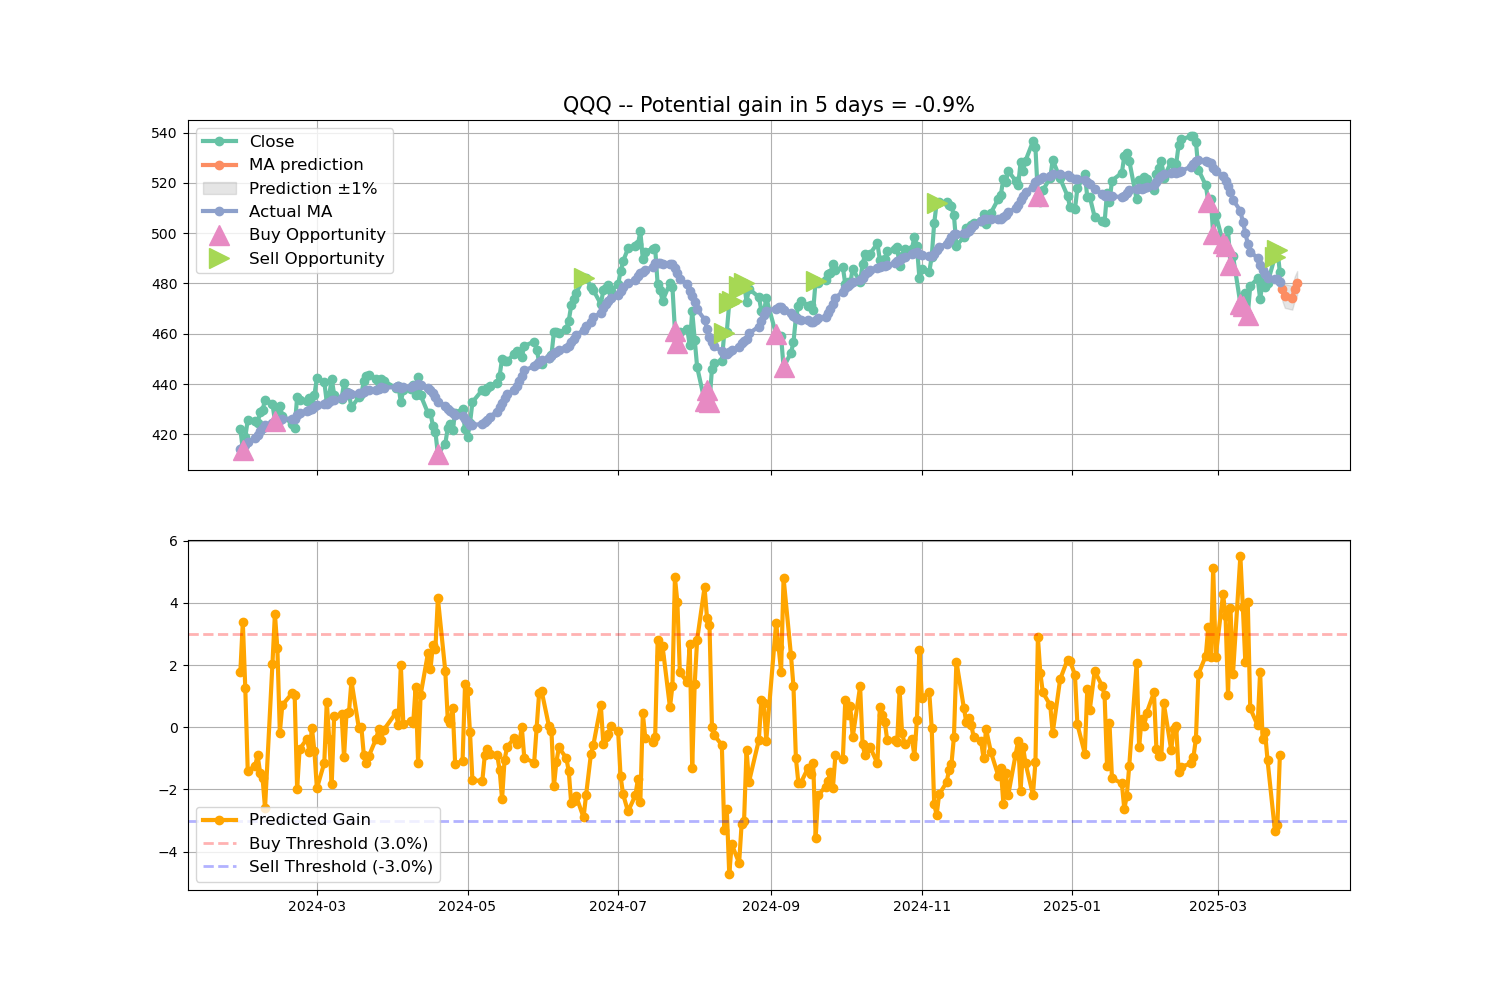 QQQ -- Potential gain in 5 days = -0.9%
540
520
500
480
460
440
420
Close
MA prediction
Prediction ±1%
Actual MA
Buy Opportunity
Sell Opportunity
6
4
2
0
−2
−4
Predicted Gain
Buy Threshold (3.0%)
Sell Threshold (-3.0%)
2024-03
2024-05
2024-07
2024-09
2024-11
2025-01
2025-03